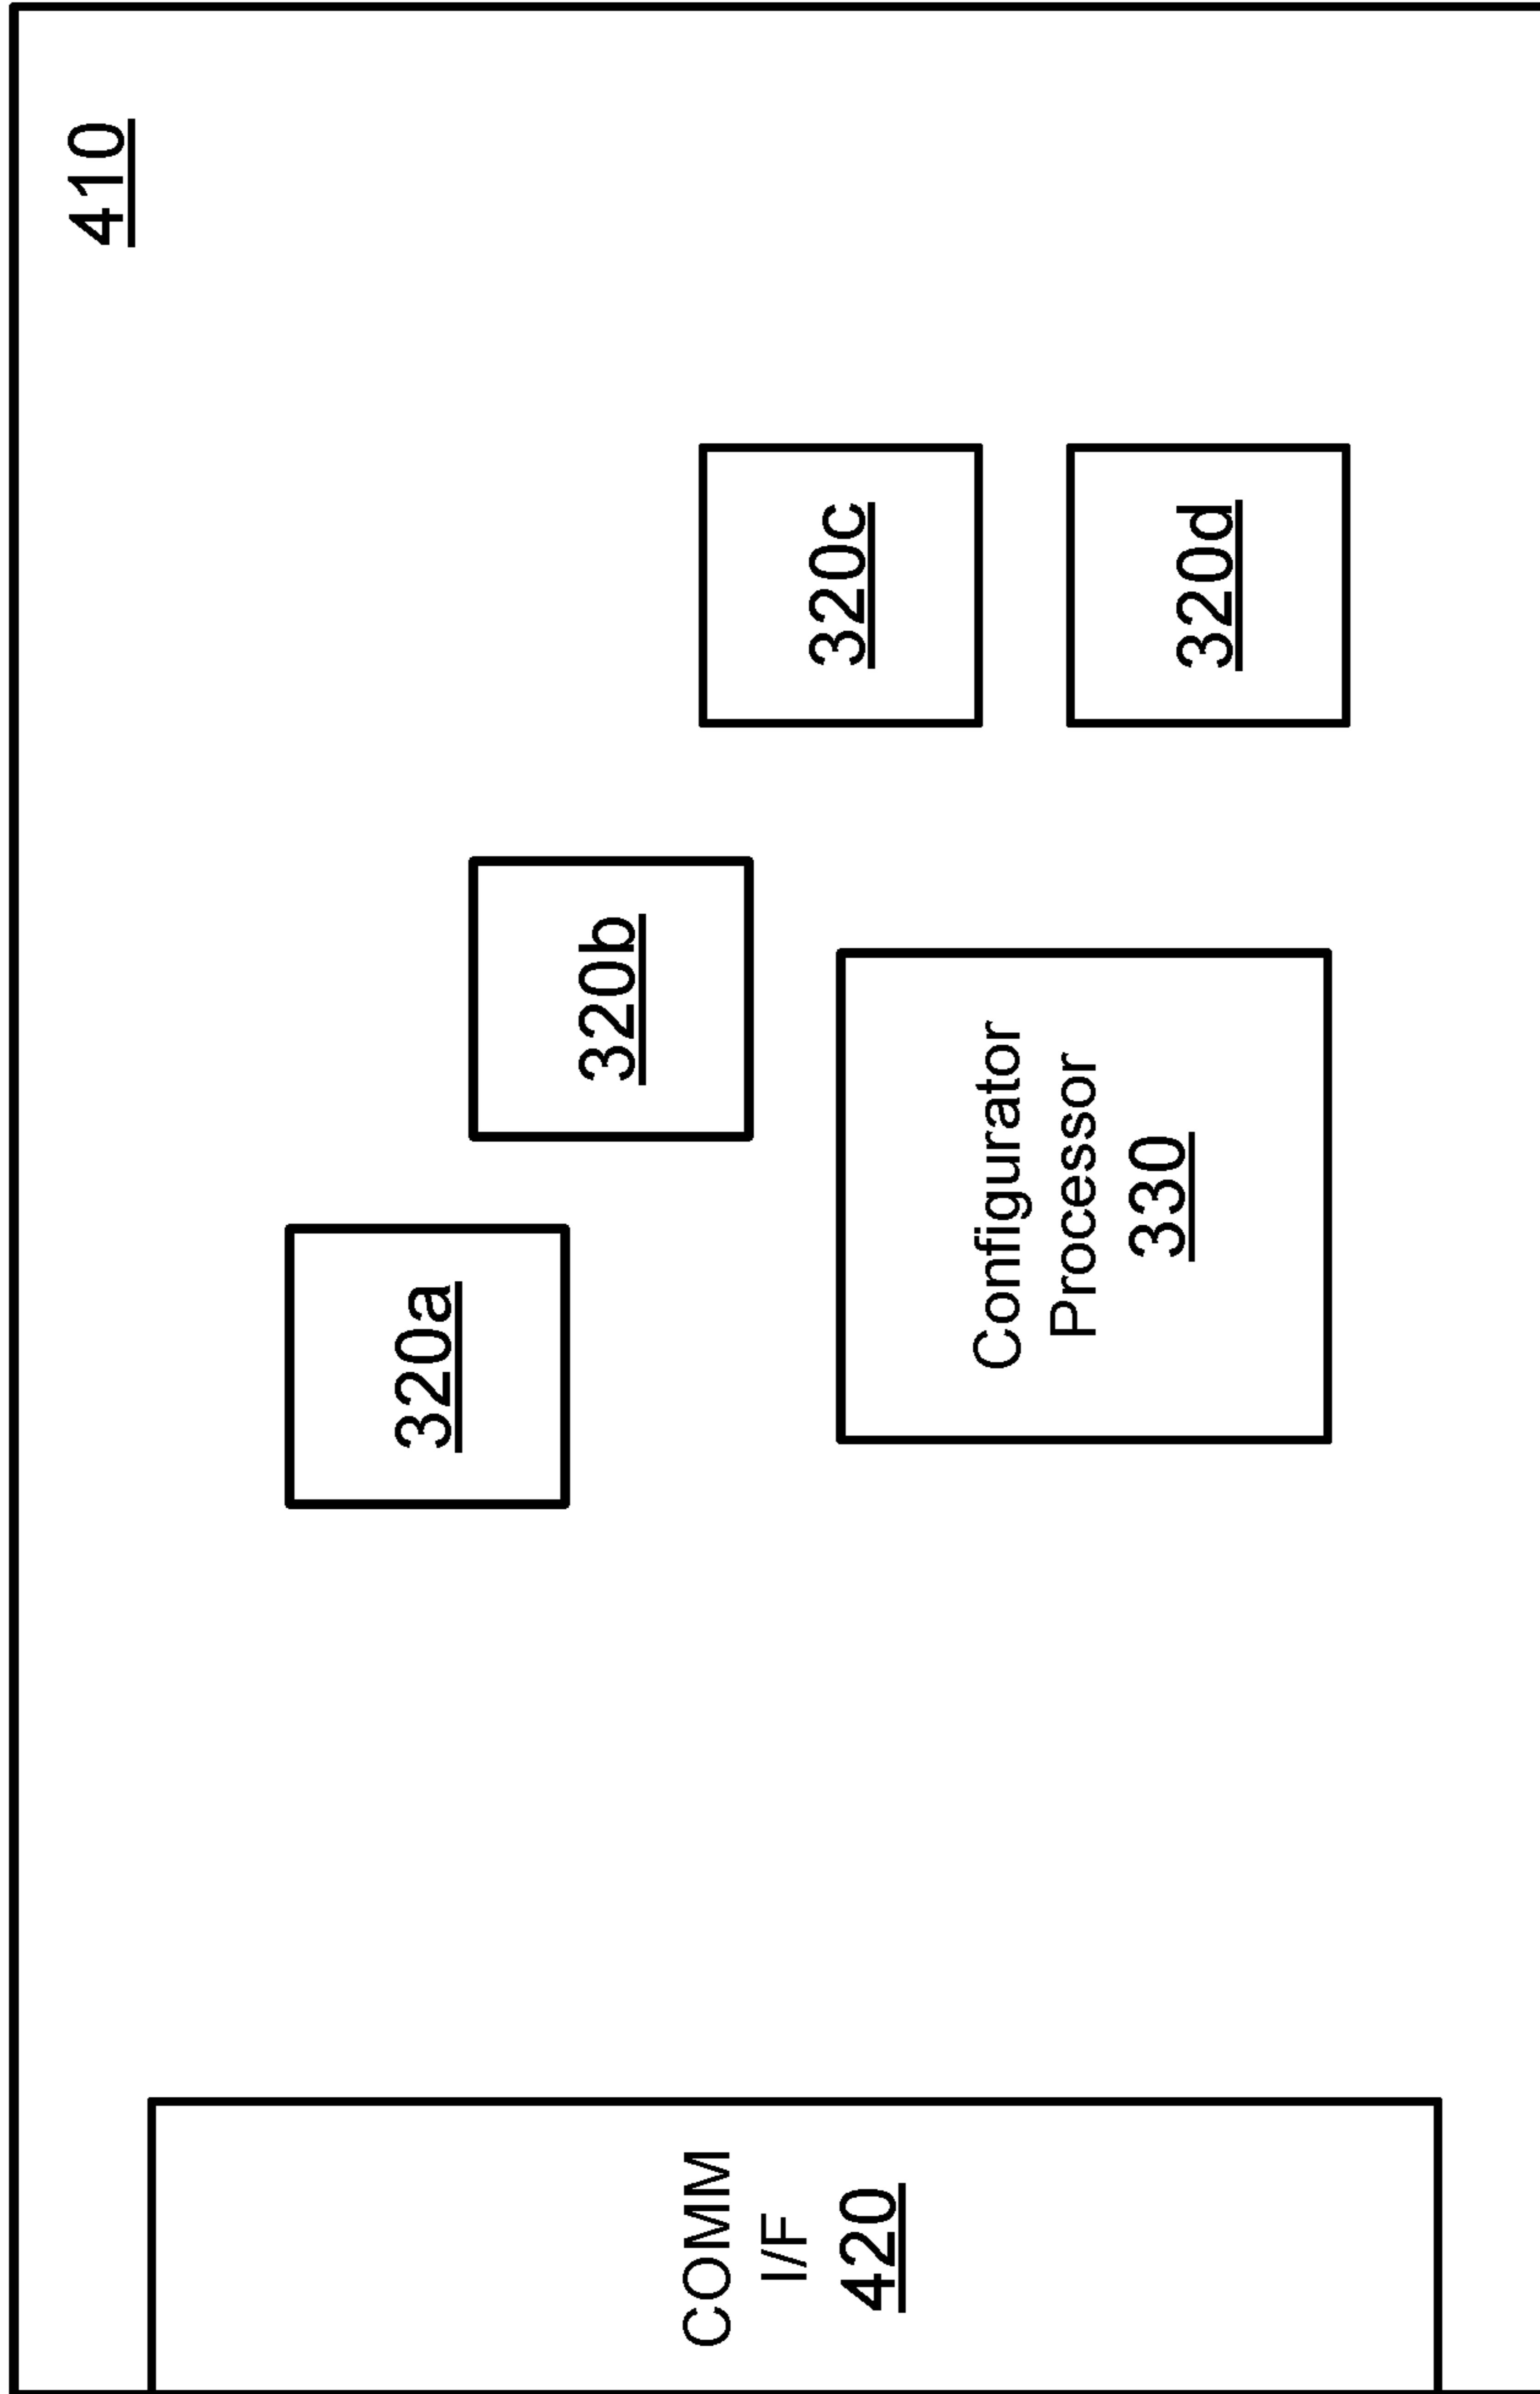 410
320a
320b
COMM
I/F
420
320c
Configurator
Processor
330
320d